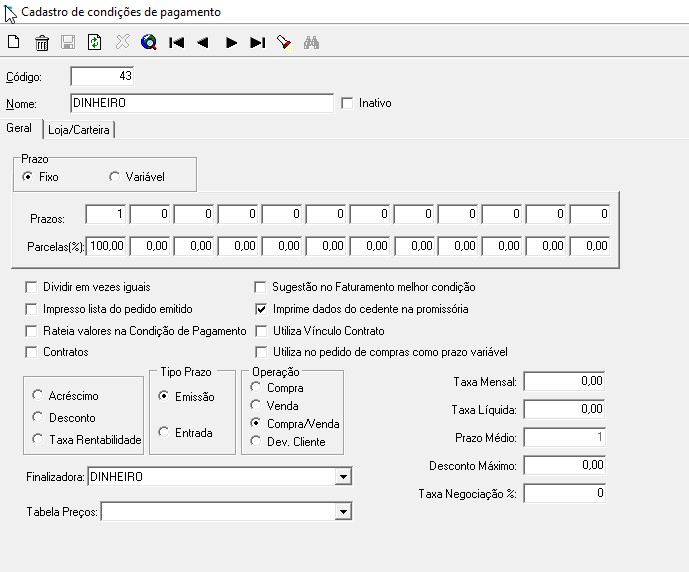 Cadastro de condições de pagamento
Código: 43
Nome: DINHEIRO Inativo
Geral Loja/Carteira
Prazo
Fixo Variável
Prazos: 1 0 0 0 0 0 0 0 0 0 0 0
Parcelas(%): 100,00 0,00 0,00 0,00 0,00 0,00 0,00 0,00 0,00 0,00 0,00 0,00
Dividir em vezes iguais Sugestão no Faturamento melhor condição
Impresso lista do pedido emitido Imprime dados do cedente na promissória
Rateia valores na Condição de Pagamento Utiliza Vínculo Contrato
Contratos Utiliza no pedido de compras como prazo variável
Acréscimo
Desconto
Taxa Rentabilidade
Tipo Prazo
Emissão
Entrada
Operação
Compra
Venda
Compra/Venda
Dev. Cliente
Taxa Mensal: 0,00
Taxa Líquida: 0,00
Prazo Médio: 1
Desconto Máximo: 0,00
Taxa Negociação %: 0
Finalizadora: DINHEIRO
Tabela Preços: